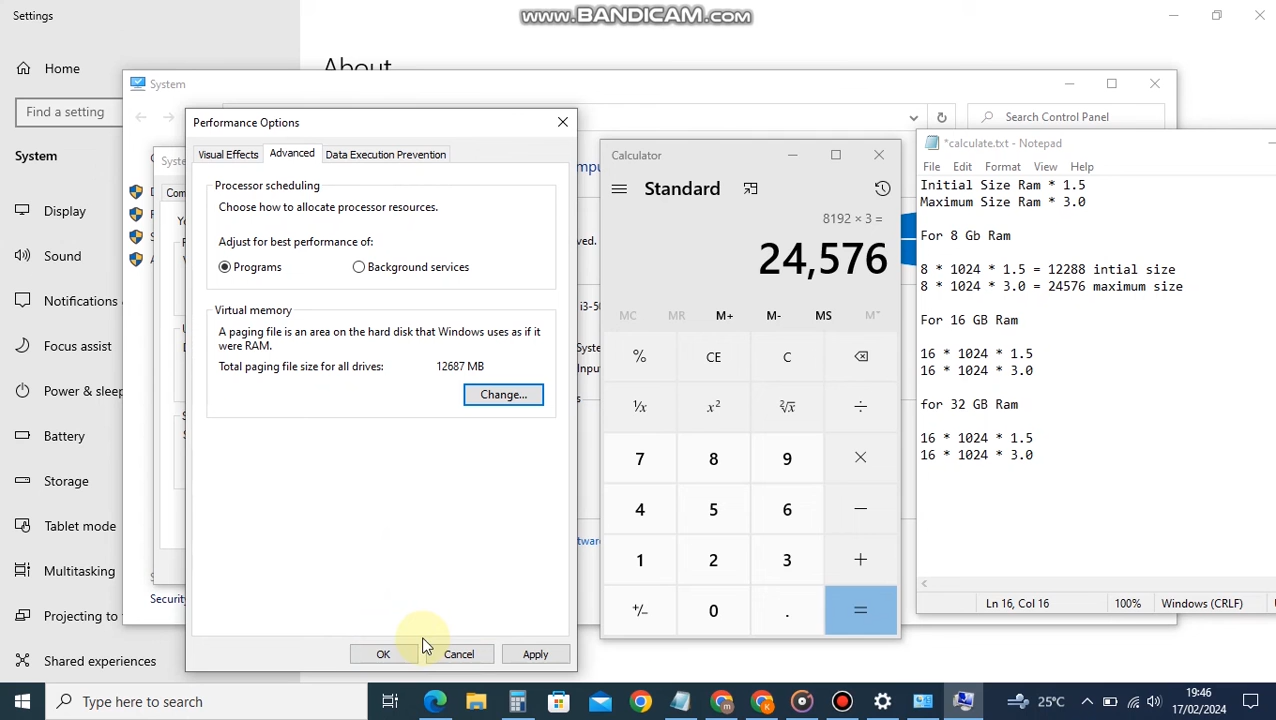 Settings
www.BANDICAM.com
Home
About
Find a setting
System
Display
Sound
Notifications
Focus assist
Power & sleep
Battery
Storage
Tablet mode
Multitasking
Projecting to
Shared experiences
System
Search Control Panel
Security
Performance Options
Visual Effects
Advanced
Data Execution Prevention
Processor scheduling
Choose how to allocate processor resources.
Adjust for best performance of:
Programs
Background services
Virtual memory
A paging file is an area on the hard disk that Windows uses as if it
were RAM.
Total paging file size for all drives:
12687 MB
Change...
OK
Cancel
Apply
Calculator
Standard
8192 × 3 =
24,576
MC
MR
M+
M-
MS
M˅
%
CE
C
⌫
¹/x
x²
²√x
÷
7
8
9
×
4
5
6
−
1
2
3
+
+/−
0
.
=
*calculate.txt - Notepad
File Edit Format View Help
Initial Size Ram * 1.5
Maximum Size Ram * 3.0
For 8 Gb Ram
8 * 1024 * 1.5 = 12288 intial size
8 * 1024 * 3.0 = 24576 maximum size
For 16 GB Ram
16 * 1024 * 1.5
16 * 1024 * 3.0
for 32 GB Ram
16 * 1024 * 1.5
16 * 1024 * 3.0
Ln 16, Col 16
100%
Windows (CRLF)
Type here to search
25°C
19:46
17/02/2024